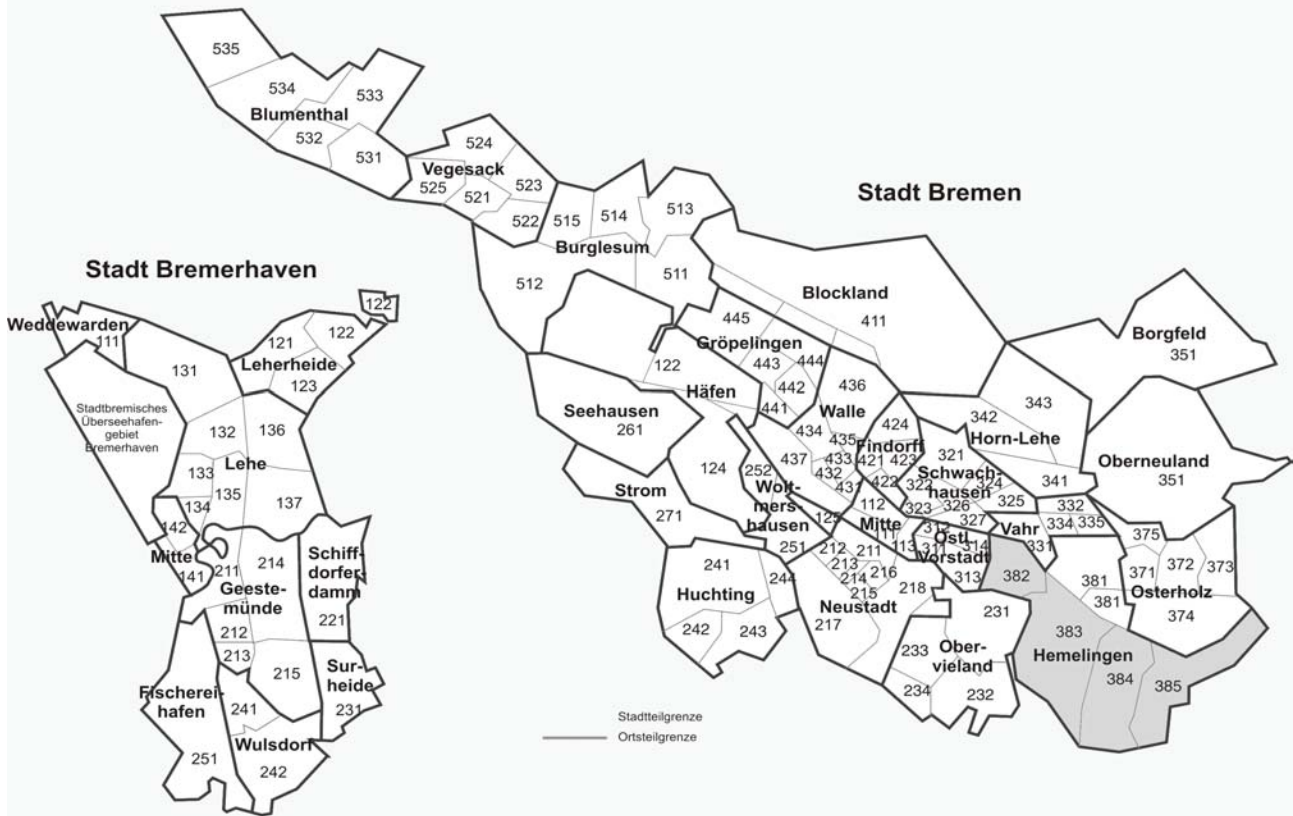 535
534
533
Blumenthal
532
531
524
Vegesack
525
523
521
522
515
514
513
Burglesum
512
511
Stadt Bremen
Stadt Bremerhaven
122
Weddewarden
111
121
122
Leherheide
123
131
Stadtbremisches
Überseehafen-
gebiet
Bremerhaven
132
136
Lehe
133
135
137
134
142
Mitte
141
211
214
Geeste-
münde
Schiff-
dorfer-
damm
221
212
213
215
Sur-
heide
231
Fischerei-
hafen
241
251
Wulsdorf
242
Blockland
411
Borgfeld
351
445
Gröpelingen
443
444
442
441
122
Häfen
Seehausen
261
436
Walle
434
435
433
437
432
431
424
Findorff
421
423
422
343
342
Horn-Lehe
341
Oberneuland
351
321
Schwach-
hausen
322
324
325
326
323
327
124
252
Strom
Wolt-
mers-
hausen
271
125
251
112
Mitte
111
113
312
Östl.
Vorstadt
311
314
313
Vahr
332
334
335
331
375
371
372
373
Osterholz
374
241
244
Huchting
242
243
212
211
213
214
216
215
218
Neustadt
217
231
233
Ober-
vieland
234
232
382
381
381
383
Hemelingen
384
385
Stadtteilgrenze
Ortsteilgrenze